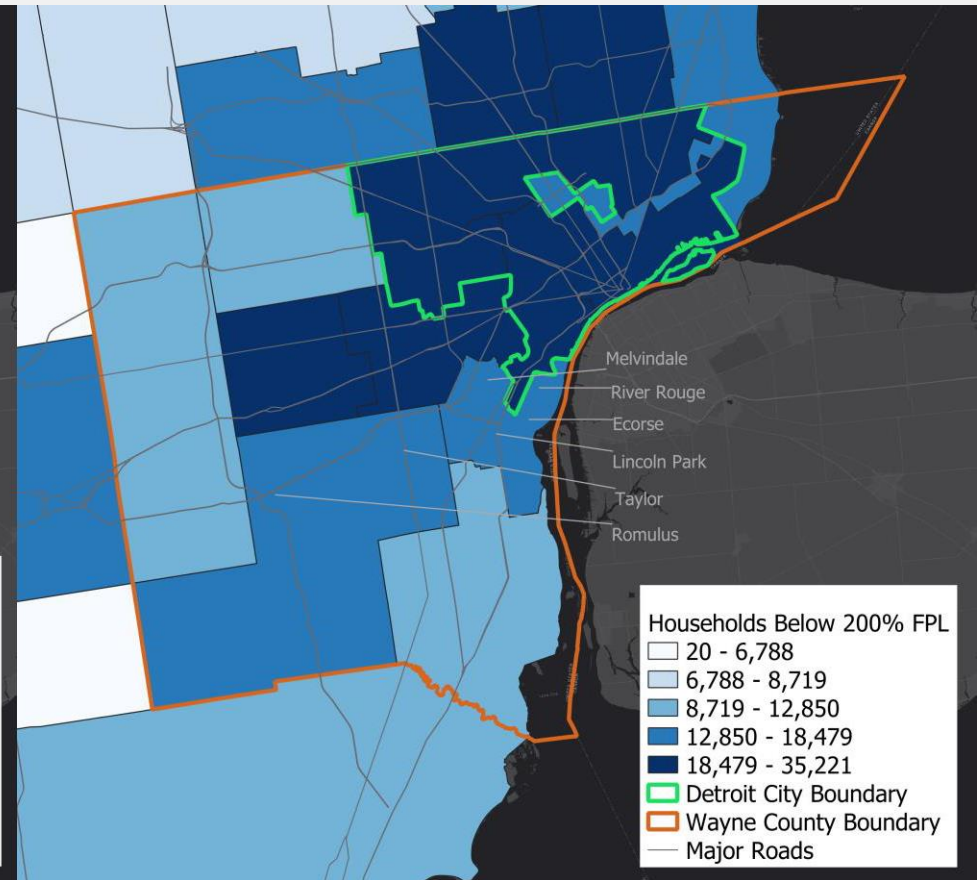 Melvindale
River Rouge
Ecorse
Lincoln Park
Taylor
Romulus
Households Below 200% FPL
20 - 6,788
6,788 - 8,719
8,719 - 12,850
12,850 - 18,479
18,479 - 35,221
Detroit City Boundary
Wayne County Boundary
Major Roads